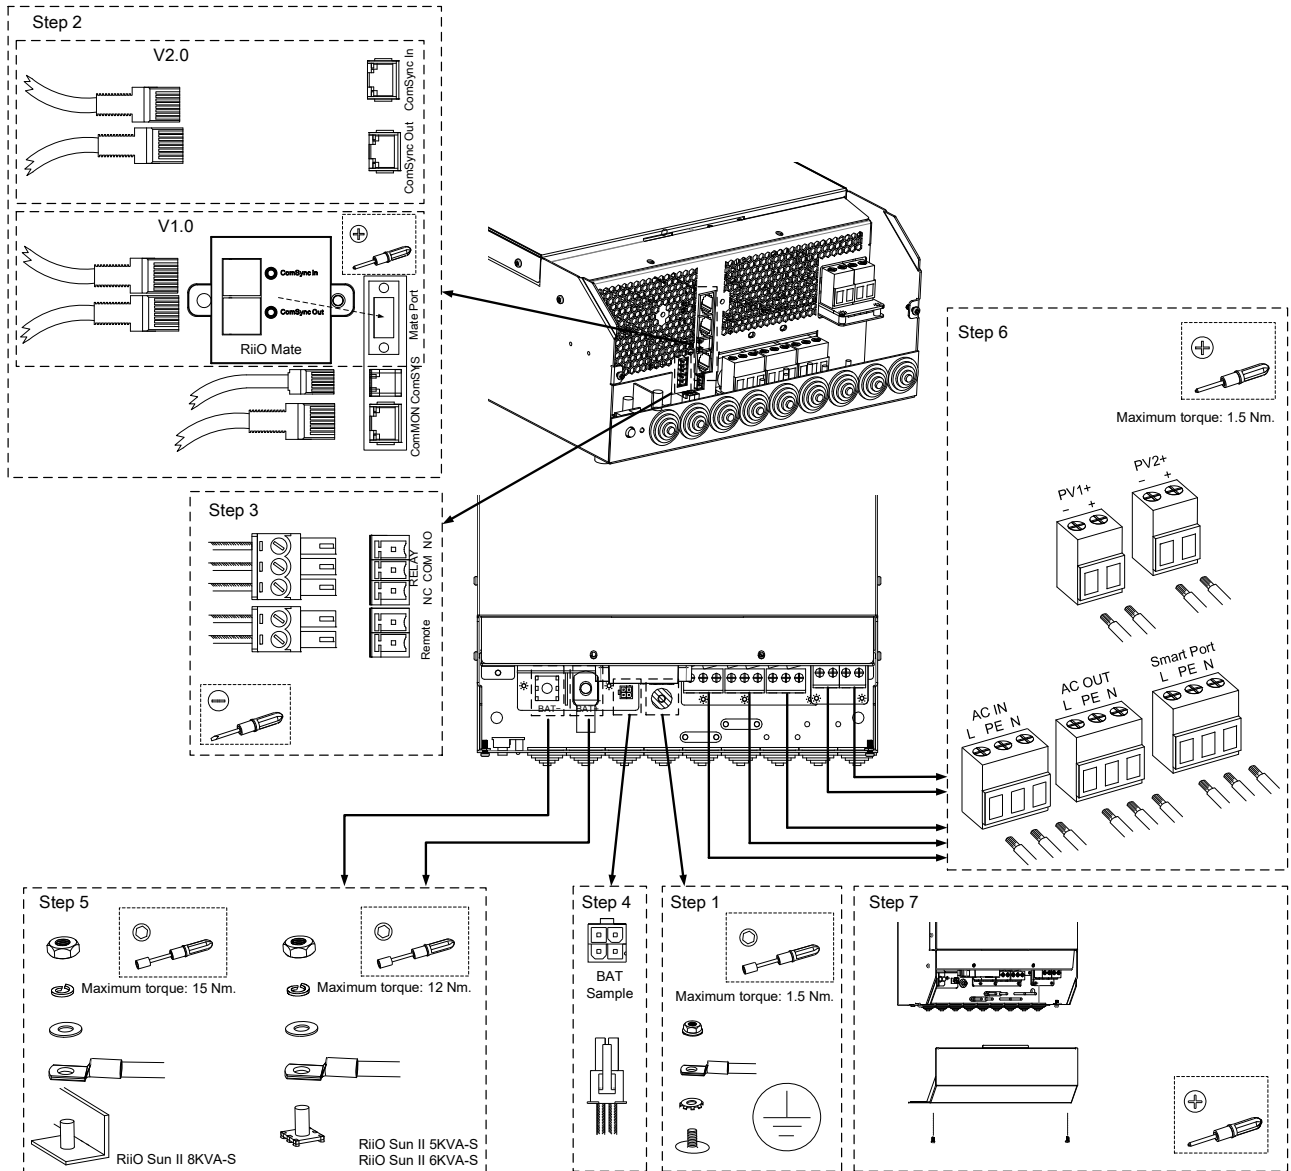 Step 2
V2.0
ComSync In
ComSync Out
V1.0
ComSync In
ComSync Out
RiiO Mate
Mate Port
ComSYS
ComMON
Step 3
RELAY
NC COM NO
Remote
BAT-
BAT+
Step 6
Maximum torque: 1.5 Nm.
PV1+
- +
PV2+
- +
AC IN
L PE N
AC OUT
L PE N
Smart Port
L PE N
Step 5
Maximum torque: 15 Nm.
Maximum torque: 12 Nm.
RiiO Sun II 8KVA-S
RiiO Sun II 5KVA-S
RiiO Sun II 6KVA-S
Step 4
BAT
Sample
Step 1
Maximum torque: 1.5 Nm.
Step 7